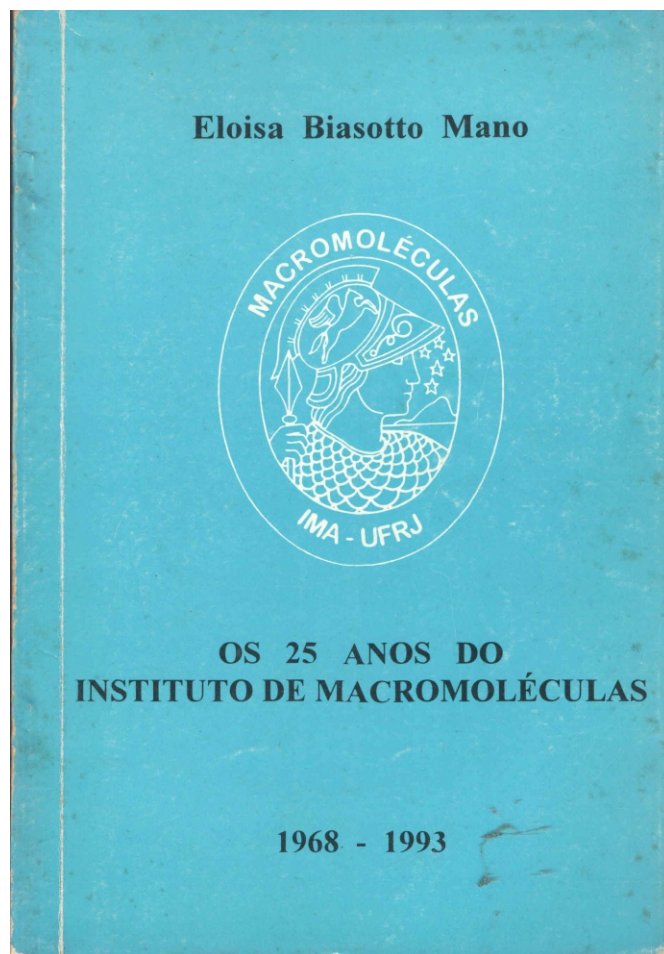 Eloisa Biasotto Mano
MACROMOLÉCULAS
IMA - UFRJ
OS 25 ANOS DO
INSTITUTO DE MACROMOLÉCULAS
1968 - 1993